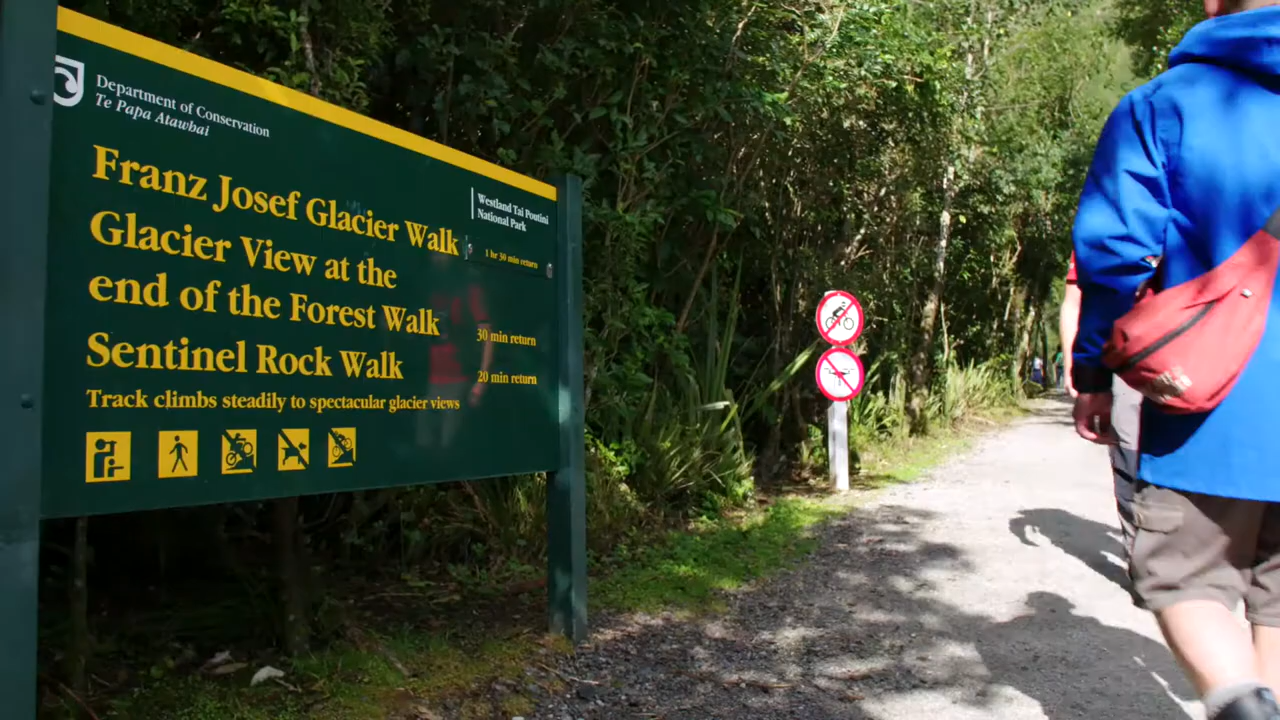 Department of Conservation
Te Papa Atawhai
Westland Tai Poutini
National Park
Franz Josef Glacier Walk
1 hr 30 min return
Glacier View at the
end of the Forest Walk
30 min return
Sentinel Rock Walk
20 min return
Track climbs steadily to spectacular glacier views